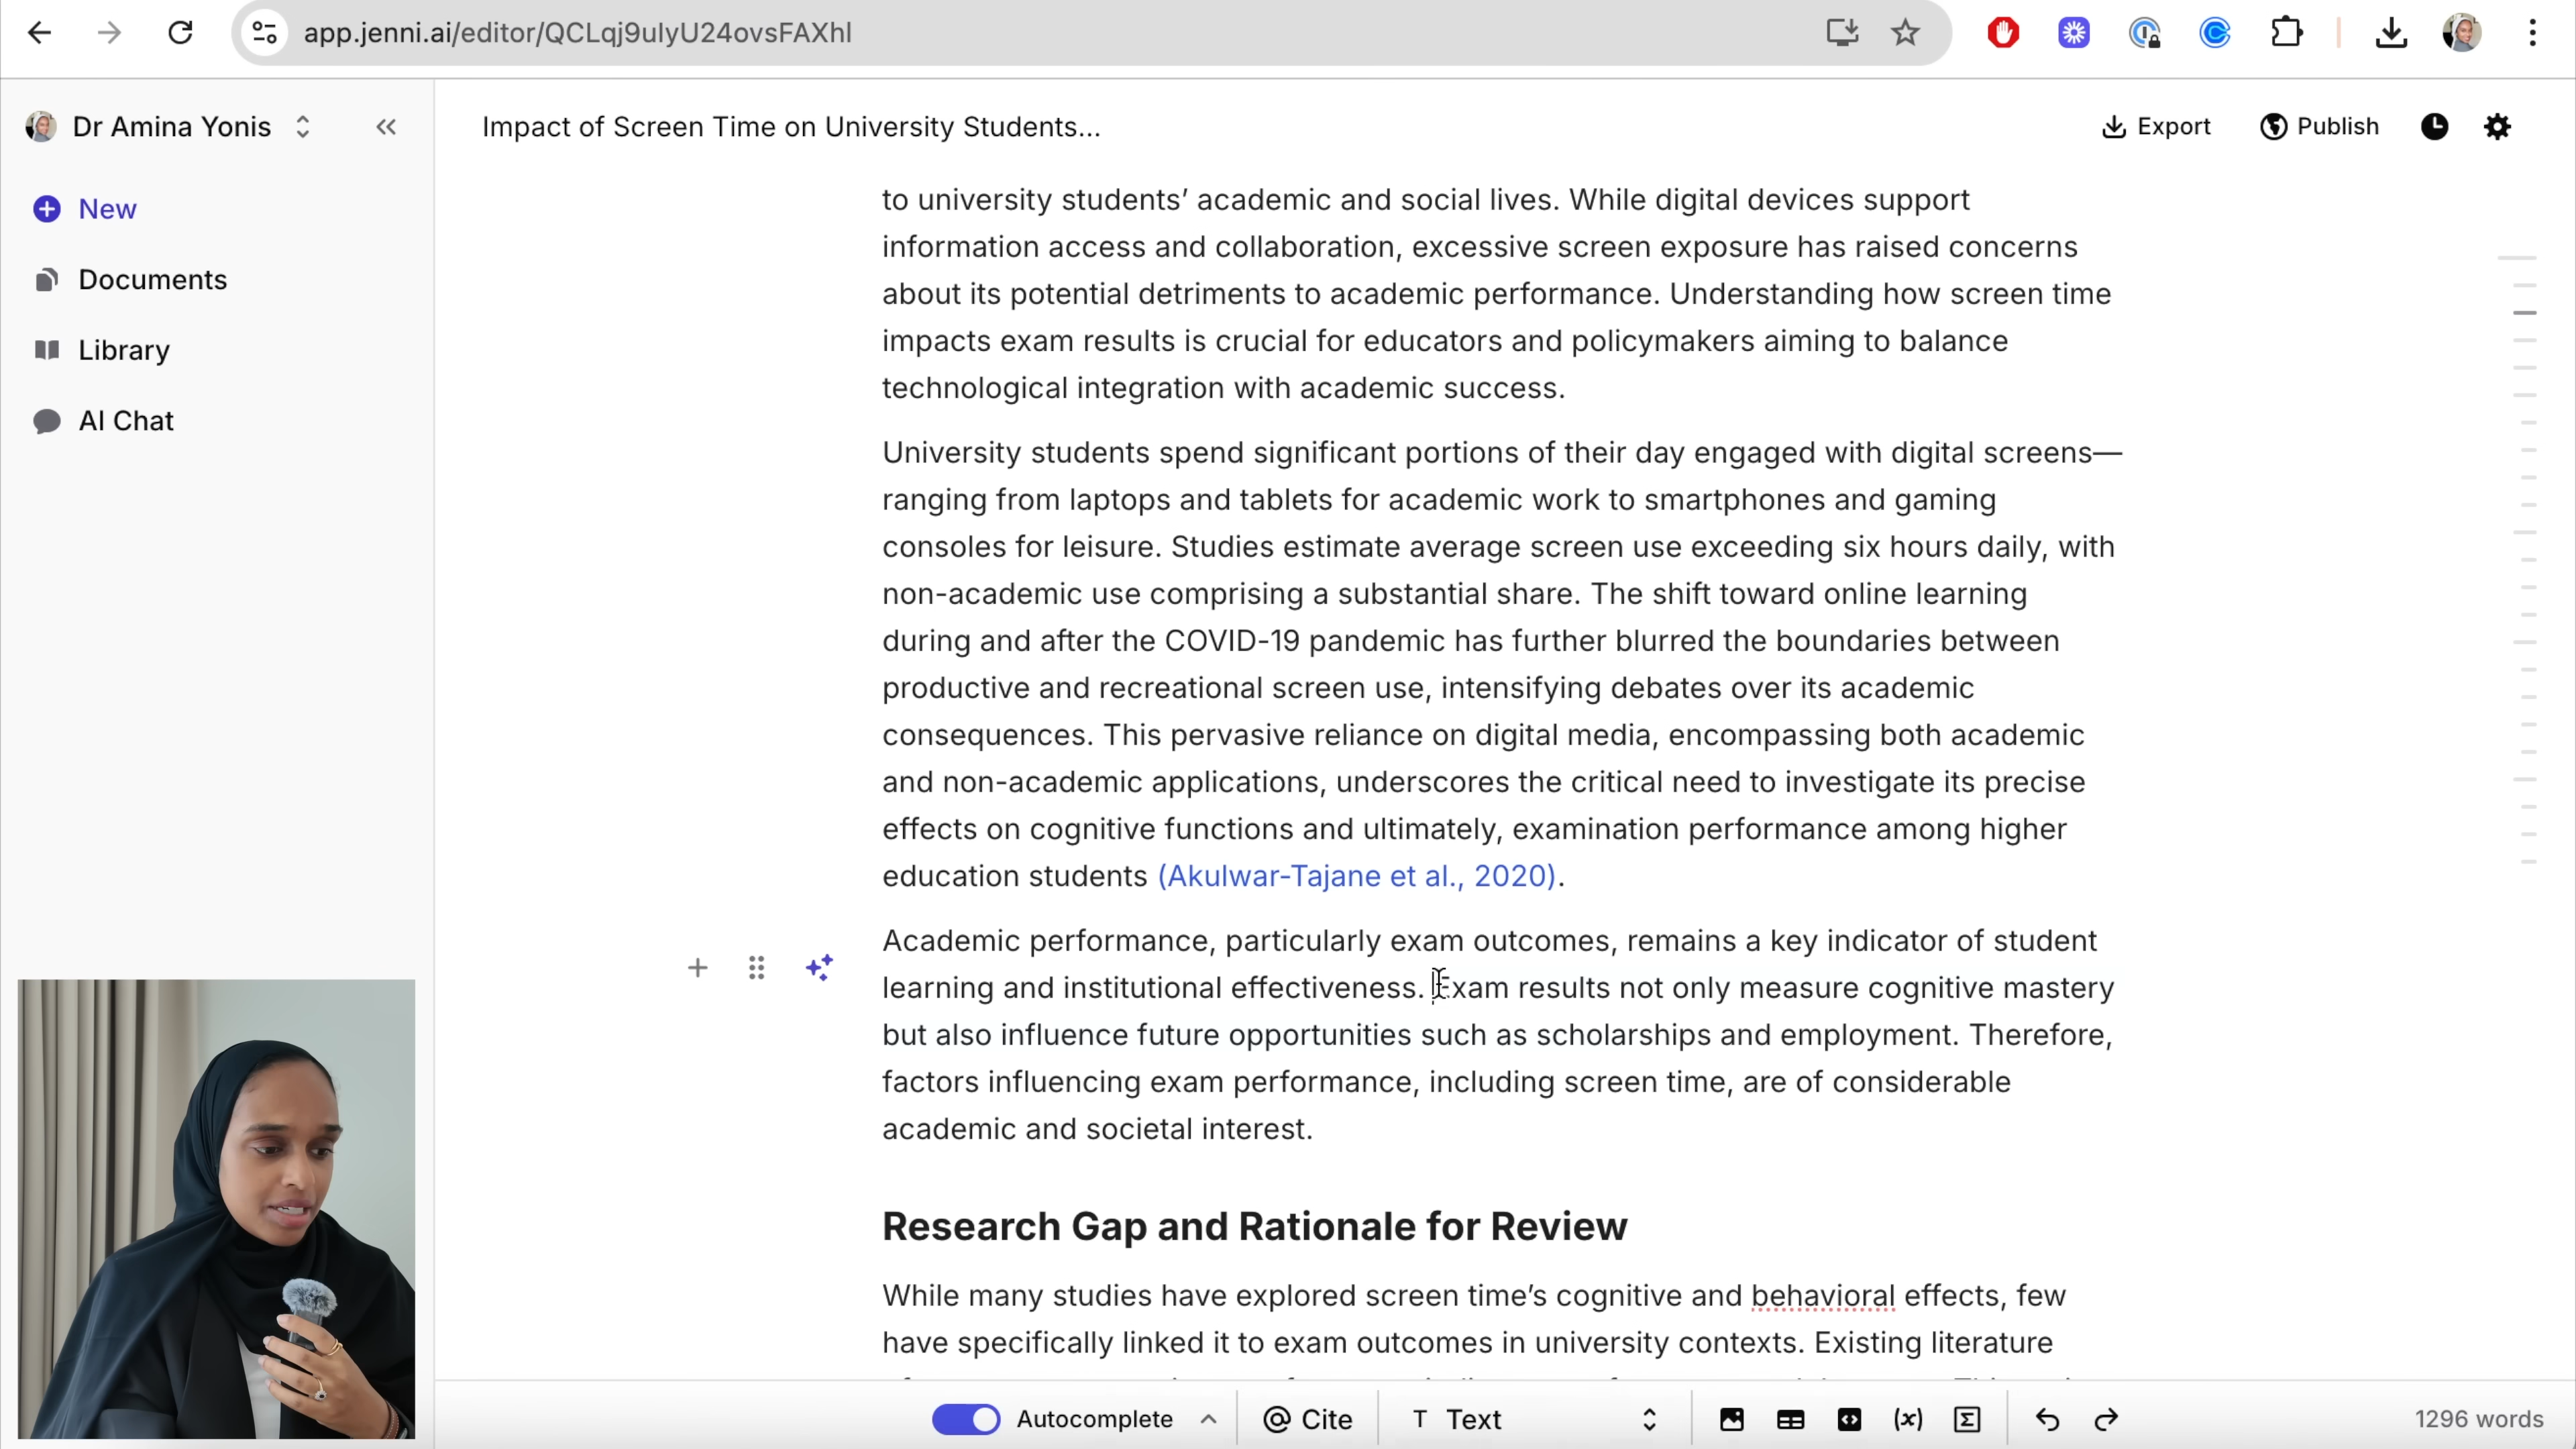 app.jenni.ai/editor/QCLqj9ulyU24ovsFAXhl
Dr Amina Yonis
New
Documents
Library
AI Chat
Impact of Screen Time on University Students...
Export
Publish
to university students’ academic and social lives. While digital devices support
information access and collaboration, excessive screen exposure has raised concerns
about its potential detriments to academic performance. Understanding how screen time
impacts exam results is crucial for educators and policymakers aiming to balance
technological integration with academic success.
University students spend significant portions of their day engaged with digital screens—
ranging from laptops and tablets for academic work to smartphones and gaming
consoles for leisure. Studies estimate average screen use exceeding six hours daily, with
non-academic use comprising a substantial share. The shift toward online learning
during and after the COVID-19 pandemic has further blurred the boundaries between
productive and recreational screen use, intensifying debates over its academic
consequences. This pervasive reliance on digital media, encompassing both academic
and non-academic applications, underscores the critical need to investigate its precise
effects on cognitive functions and ultimately, examination performance among higher
education students (Akulwar-Tajane et al., 2020).
Academic performance, particularly exam outcomes, remains a key indicator of student
learning and institutional effectiveness. Exam results not only measure cognitive mastery
but also influence future opportunities such as scholarships and employment. Therefore,
factors influencing exam performance, including screen time, are of considerable
academic and societal interest.
Research Gap and Rationale for Review
While many studies have explored screen time’s cognitive and behavioral effects, few
have specifically linked it to exam outcomes in university contexts. Existing literature
Autocomplete
Cite
T Text
(x)
1296 words